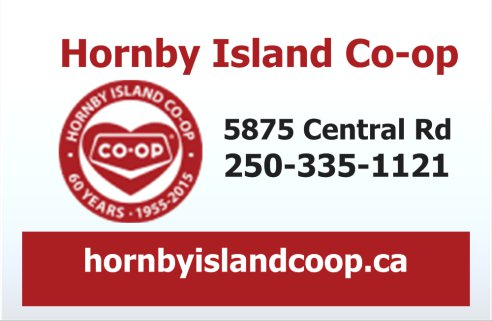 Hornby Island Co-op
HORNBY ISLAND CO-OP
CO-OP
60 YEARS · 1955-2015
5875 Central Rd
250-335-1121
hornbyislandcoop.ca